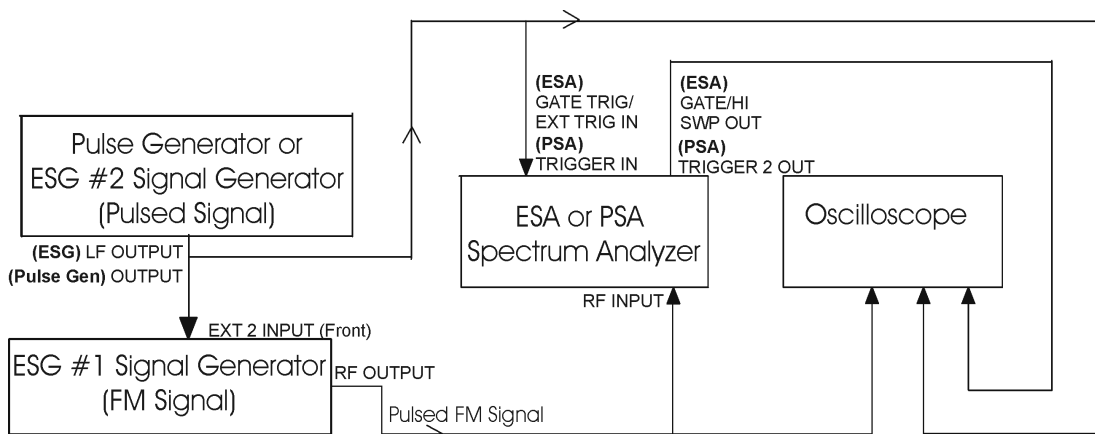 (ESA)
GATE TRIG/
EXT TRIG IN
(PSA)
TRIGGER IN
(ESA)
GATE/HI
SWP OUT
(PSA)
TRIGGER 2 OUT
Pulse Generator or
ESG #2 Signal Generator
(Pulsed Signal)
ESA or PSA
Spectrum Analyzer
Oscilloscope
(ESG) LF OUTPUT
(Pulse Gen) OUTPUT
RF INPUT
EXT 2 INPUT (Front)
ESG #1 Signal Generator
(FM Signal)
RF OUTPUT
Pulsed FM Signal